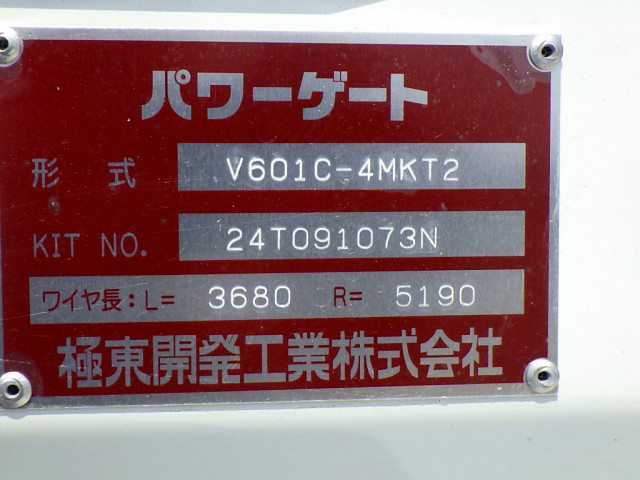 パワーゲート
形 式 V601C-4MKT2
KIT NO. 24T091073N
ワイヤ長：L= 3680 R= 5190
極東開発工業株式会社